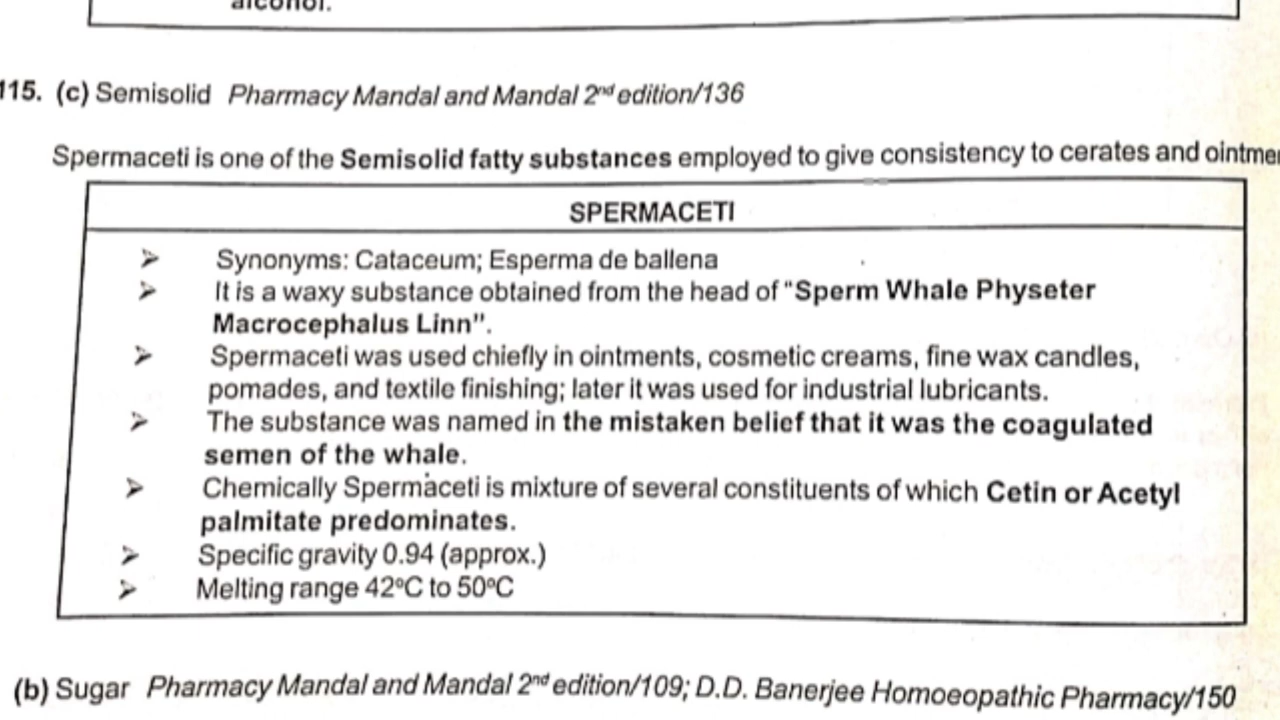 alcohol.
115. (c) Semisolid Pharmacy Mandal and Mandal 2nd edition/136
Spermaceti is one of the Semisolid fatty substances employed to give consistency to cerates and
SPERMACETI
➢ Synonyms: Cataceum; Esperma de ballena
➢ It is a waxy substance obtained from the head of “Sperm Whale Physeter
Macrocephalus Linn”.
➢ Spermaceti was used chiefly in ointments, cosmetic creams, fine wax candles,
pomades, and textile finishing; later it was used for industrial lubricants.
➢ The substance was named in the mistaken belief that it was the coagulated
semen of the whale.
➢ Chemically Spermaceti is mixture of several constituents of which Cetin or Acetyl
palmitate predominates.
➢ Specific gravity 0.94 (approx.)
➢ Melting range 42ºC to 50ºC
(b) Sugar Pharmacy Mandal and Mandal 2nd edition/109; D.D. Banerjee Homoeopathic Pharmacy/150